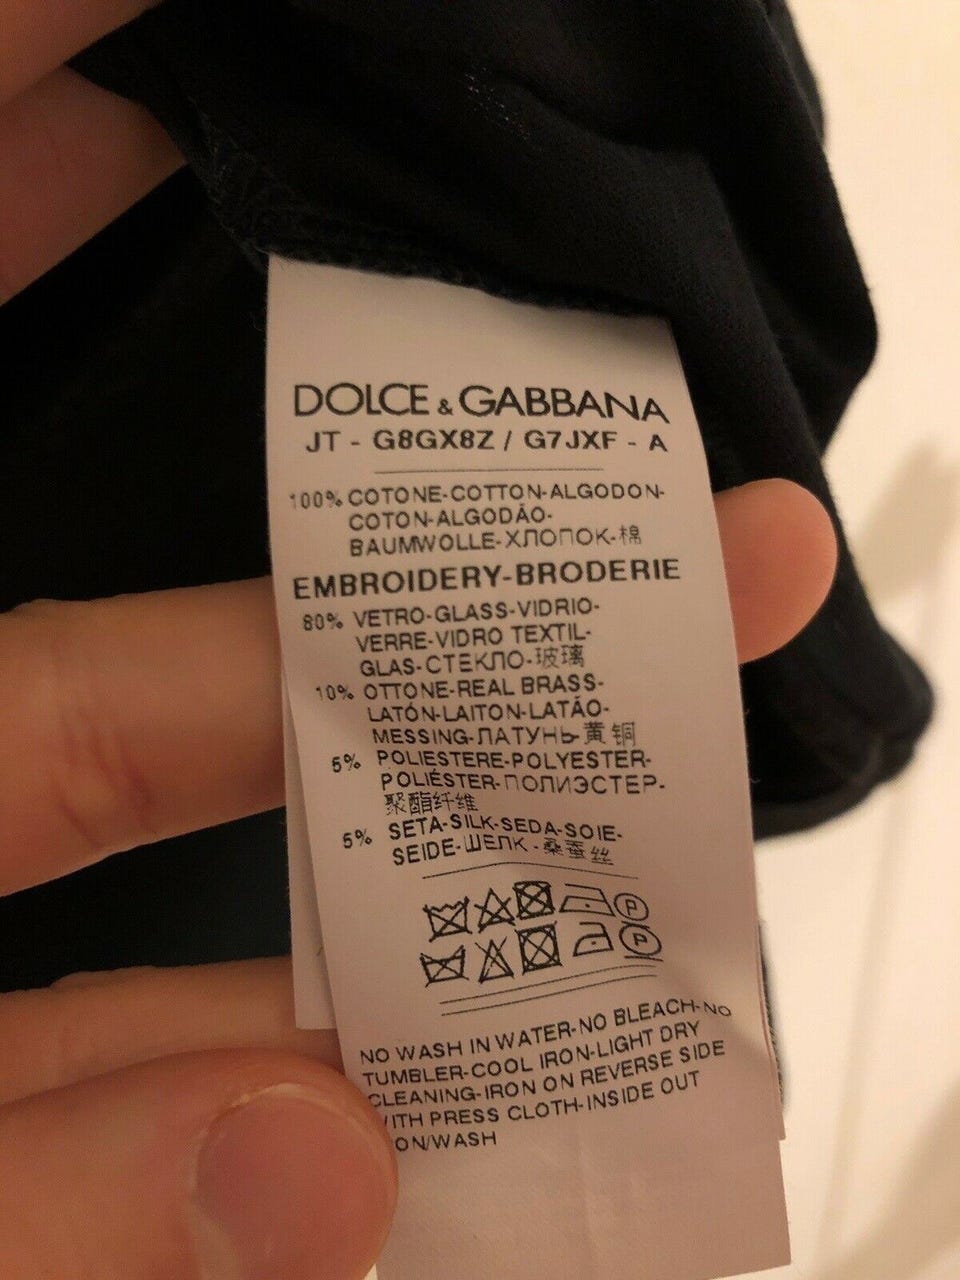 DOLCE & GABBANA
JT - G8GX8Z / G7JXF - A
100% COTONE-COTTON-ALGODON-
COTON-ALGODÃO-
BAUMWOLLE-ХЛОПОК-棉
EMBROIDERY-BRODERIE
80% VETRO-GLASS-VIDRIO-
VERRE-VIDRO TEXTIL-
GLAS-СТЕКЛО-玻璃
10% OTTONE-REAL BRASS-
LATÓN-LAITON-LATÃO-
MESSING-ЛАТУНЬ-黄铜
5% POLIESTERE-POLYESTER-
POLIÉSTER-ПОЛИЭСТЕР-
聚酯纤维
5% SETA-SILK-SEDA-SOIE-
SEIDE-ШЕЛК-桑蚕丝
P
P
NO WASH IN WATER-NO BLEACH-NO
TUMBLER-COOL IRON-LIGHT DRY
CLEANING-IRON ON REVERSE SIDE
WITH PRESS CLOTH-INSIDE OUT
ON/WASH